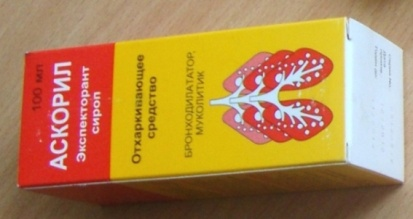 100 мл
АСКОРИЛ
Экспекторант
сироп
Отхаркивающее
средство
БРОНХОДИЛАТАТОР,
МУКОЛИТИК